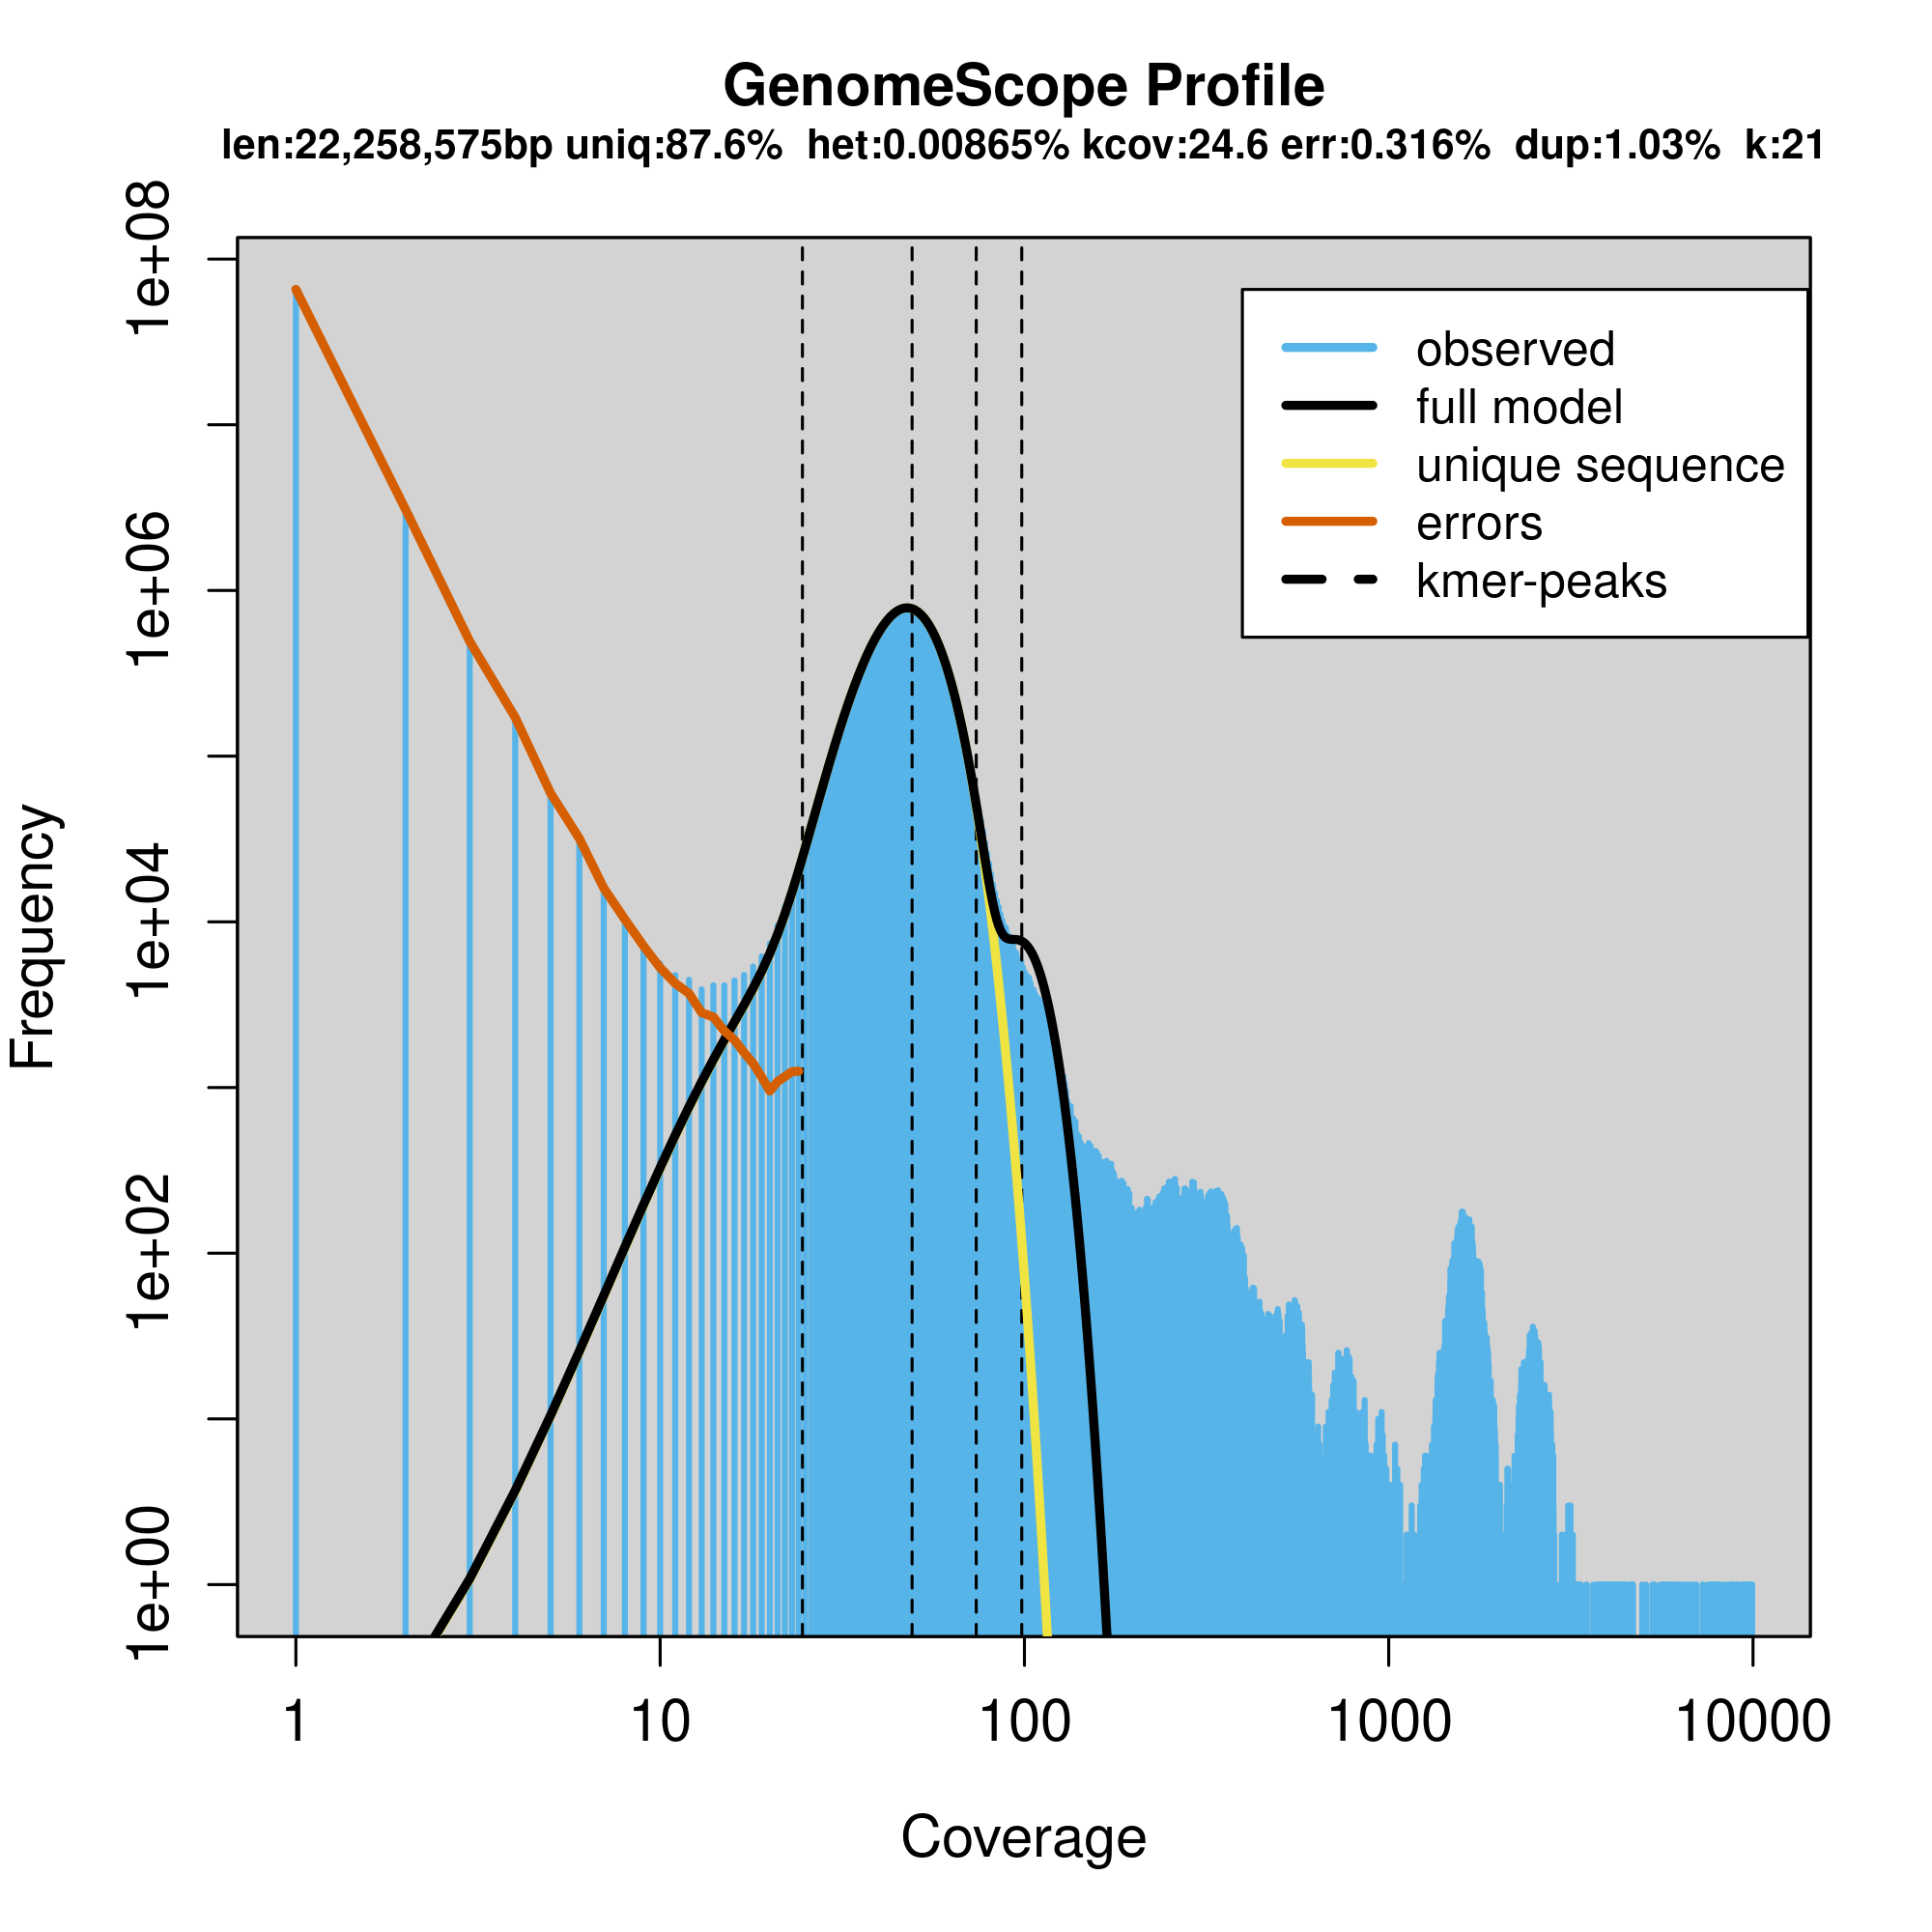 GenomeScope Profile
len:22,258,575bp uniq:87.6% het:0.00865% kcov:24.6 err:0.316% dup:1.03% k:21
Frequency
1e+08
1e+06
1e+04
1e+02
1e+00
observed
full model
unique sequence
errors
kmer-peaks
1 10 100 1000 10000
Coverage